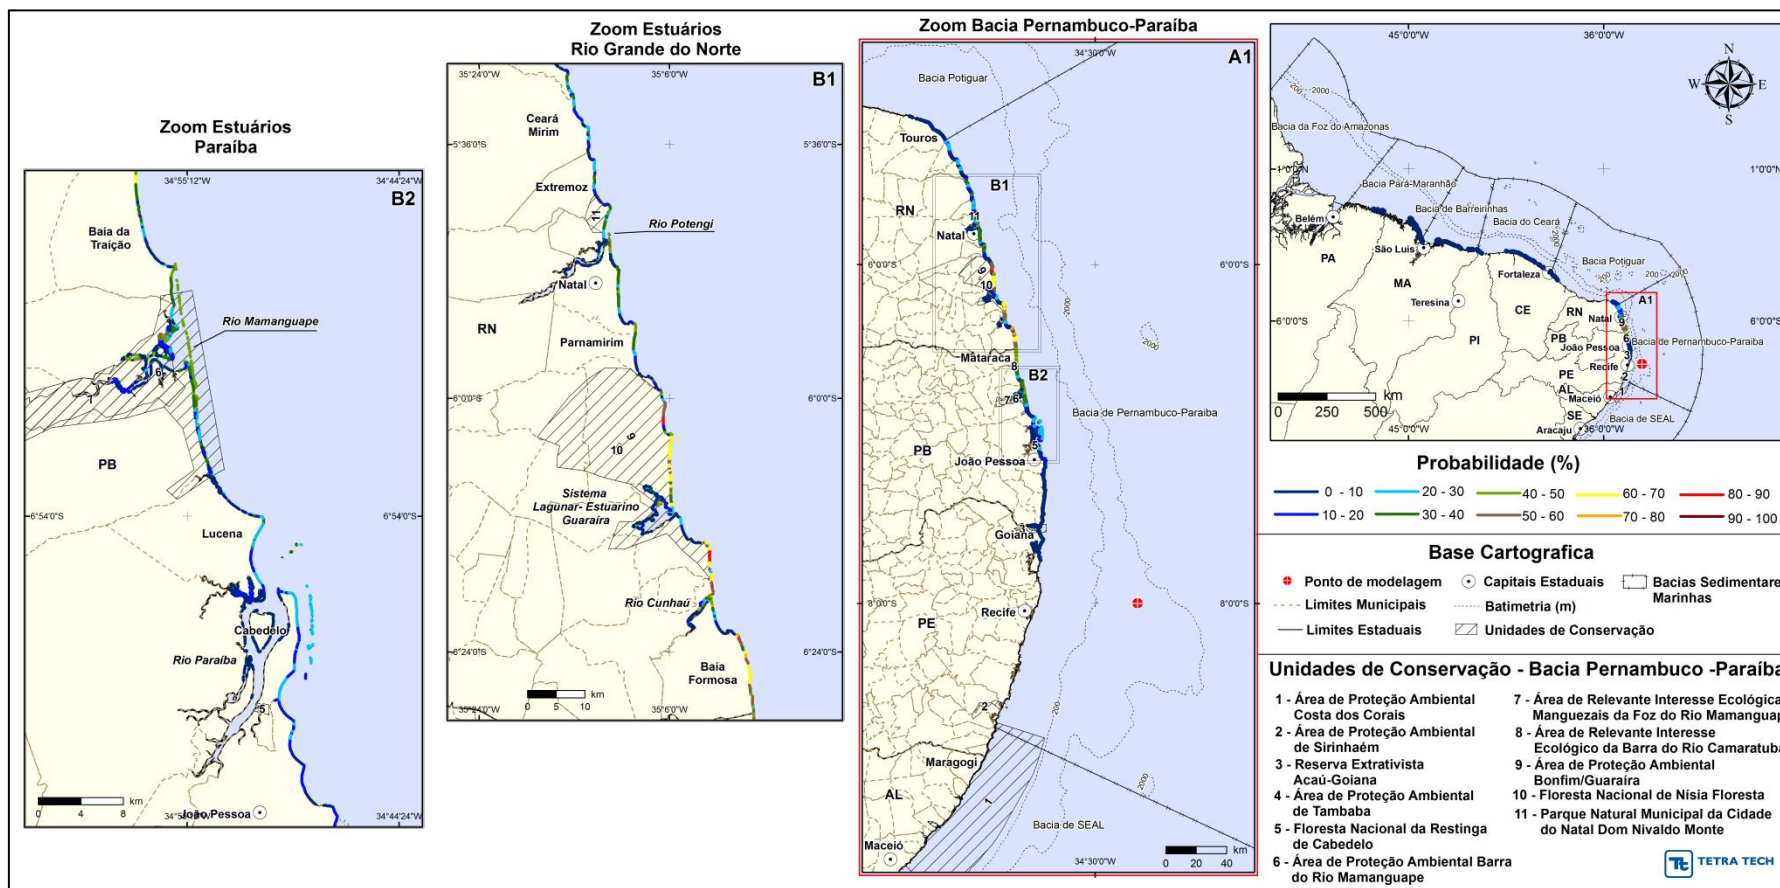 Zoom Estuários
Paraíba
34°55'12"W
34°44'24"W
B2
Baia da
Traição
Rio Mamanguape
6
PB
6°54'0"S
6°54'0"S
Lucena
Cabedelo
Rio Paraíba
5
João Pessoa
34°44'24"W
km
0 4 8
Zoom Estuários
Rio Grande do Norte
35°24'0"W
35°6'0"W
B1
Ceará
Mirim
5°36'0"S
5°36'0"S
Extremoz
11
Rio Potengi
Natal
RN
Parnamirim
6°0'0"S
6°0'0"S
9
10
Sistema
Lagunar- Estuarino
Guaraíra
Rio Cunhaú
6°24'0"S
6°24'0"S
Baía
Formosa
km
0 5 10
35°24'0"W
35°6'0"W
Zoom Bacia Pernambuco-Paraíba
34°30'0"W
A1
Bacia Potiguar
Touros
B1
RN
11
Natal
6°0'0"S
6°0'0"S
9
10
-2000-
-2000
Mataraca
8
B2
7
6
Bacia de Pernambuco-Paraiba
PB
5
João Pessoa
3
Goiana
8°0'0"S
8°0'0"S
Recife
PE
2
200
2000
Maragogi
1
AL
Bacia de SEAL
Maceió
34°30'0"W
km
0 20 40
45°0'0"W
36°0'0"W
N
W E
S
200
2000
Bacia da Foz do Amazonas
1°0'0"N
1°0'0"N
Bacia Pará-Maranhão
Bacia de Barreirinhas
Belém
Bacia do Ceará
São Luis
Bacia Potiguar
PA
MA
Fortaleza
200
2000
Teresina
CE
A1
RN
Natal
6°0'0"S
6°0'0"S
9
PI
PB
João Pessoa
6
Bacia de Pernambuco-Paraiba
3
Recife
PE
2
AL
1
Maceió
SE
Bacia de SEAL
Aracaju
km
0 250 500
45°0'0"W
36°0'0"W
Probabilidade (%)
0 - 10
20 - 30
40 - 50
60 - 70
80 - 90
10 - 20
30 - 40
50 - 60
70 - 80
90 - 100
Base Cartografica
Ponto de modelagem
Capitais Estaduais
Bacias Sedimentares
Marinhas
Limites Municipais
Batimetria (m)
Limites Estaduais
Unidades de Conservação
Unidades de Conservação - Bacia Pernambuco -Paraíba
1 - Área de Proteção Ambiental
Costa dos Corais
2 - Área de Proteção Ambiental
de Sirinhaém
3 - Reserva Extrativista
Acaú-Goiana
4 - Área de Proteção Ambiental
de Tambaba
5 - Floresta Nacional da Restinga
de Cabedelo
6 - Área de Proteção Ambiental Barra
do Rio Mamanguape
7 - Área de Relevante Interesse Ecológica
Manguezais da Foz do Rio Mamanguap
8 - Área de Relevante Interesse
Ecológico da Barra do Rio Camaratuba
9 - Área de Proteção Ambiental
Bonfim/Guaraíra
10 - Floresta Nacional de Nísia Floresta
11 - Parque Natural Municipal da Cidade
do Natal Dom Nivaldo Monte
Tt TETRA TECH